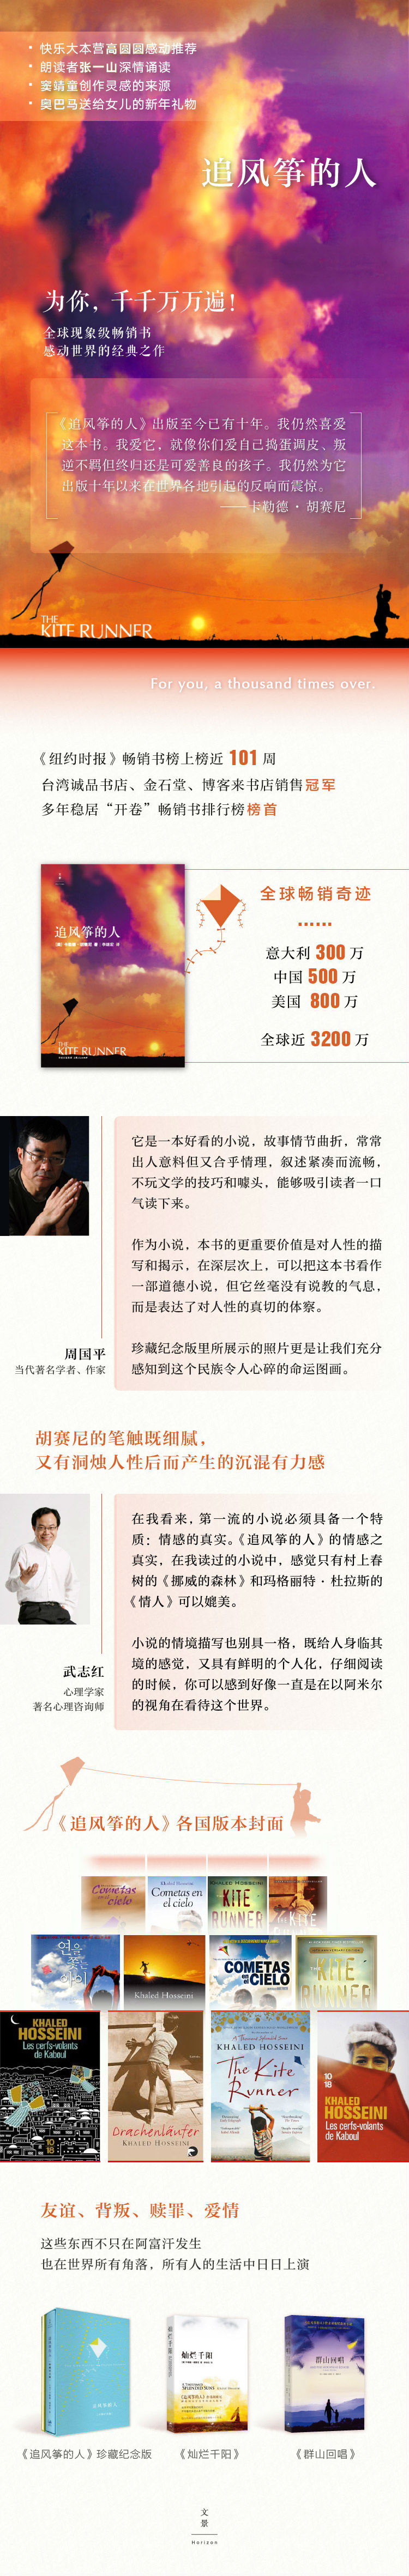 • 快乐大本营高圆圆感动推荐
• 朗读者张一山深情诵读
• 窦靖童创作灵感的来源
• 奥巴马送给女儿的新年礼物
追风筝的人
为你，千千万万遍！
全球现象级畅销书
感动世界的经典之作
《追风筝的人》出版至今已有十年。我仍然喜爱
这本书。我爱它，就像你们爱自己捣蛋调皮、叛
逆不羁但终归还是可爱善良的孩子。我仍然为它
出版十年以来在世界各地引起的反响而震惊。
——卡勒德·胡赛尼
THE
KITE RUNNER
For you, a thousand times over.
《纽约时报》畅销书榜上榜近 101 周
台湾诚品书店、金石堂、博客来书店销售冠军
多年稳居“开卷”畅销书排行榜榜首
追风筝的人
THE
KITE RUNNER
全球畅销奇迹
······
意大利 300 万
中国 500 万
美国 800 万
全球近 3200 万
它是一本好看的小说，故事情节曲折，常常
出人意料但又合乎情理，叙述紧凑而流畅，
不玩文学的技巧和噱头，能够吸引读者一口
气读下来。
作为小说，本书的更重要价值是对人性的描
写和揭示，在深层次上，可以把这本书看作
一部道德小说，但它丝毫没有说教的气息，
而是表达了对人性的真切的体察。
珍藏纪念版里所展示的照片更是让我们充分
感知到这个民族令人心碎的命运图画。
周国平
当代著名学者、作家
胡赛尼的笔触既细腻，
又有洞烛人性后而产生的沉混有力感
在我看来，第一流的小说必须具备一个特
质：情感的真实。《追风筝的人》的情感之
真实，在我读过的小说中，感觉只有村上春
树的《挪威的森林》和玛格丽特·杜拉斯的
《情人》可以媲美。
小说的情境描写也别具一格，既给人身临其
境的感觉，又具有鲜明的个人化，仔细阅读
的时候，你可以感到好像一直是在以阿米尔
的视角在看待这个世界。
武志红
心理学家
著名心理咨询师
《追风筝的人》各国版本封面
Cometas
en el
cielo
Khaled Hosseini
Cometas en
el cielo
KHALED HOSSEINI
KITE
RUNNER
KITE
연을
쫓는
아이
Khaled Hosseini
COMETAS
EN EL CIELO
THE
KITE
RUNNER
KHALED
HOSSEINI
Les cerfs-volants
de Kaboul
10
18
Drachenläufer
KHALED HOSSEINI
KHALED HOSSEINI
The Kite
Runner
10
18
KHALED
HOSSEINI
Les cerfs-volants
de Kaboul
友谊、背叛、赎罪、爱情
这些东西不只在阿富汗发生
也在世界所有角落，所有人的生活中日日上演
追风筝的人
灿烂千阳
灿烂千阳
群山回唱
《追风筝的人》珍藏纪念版
《灿烂千阳》
《群山回唱》
文
景
Horizon